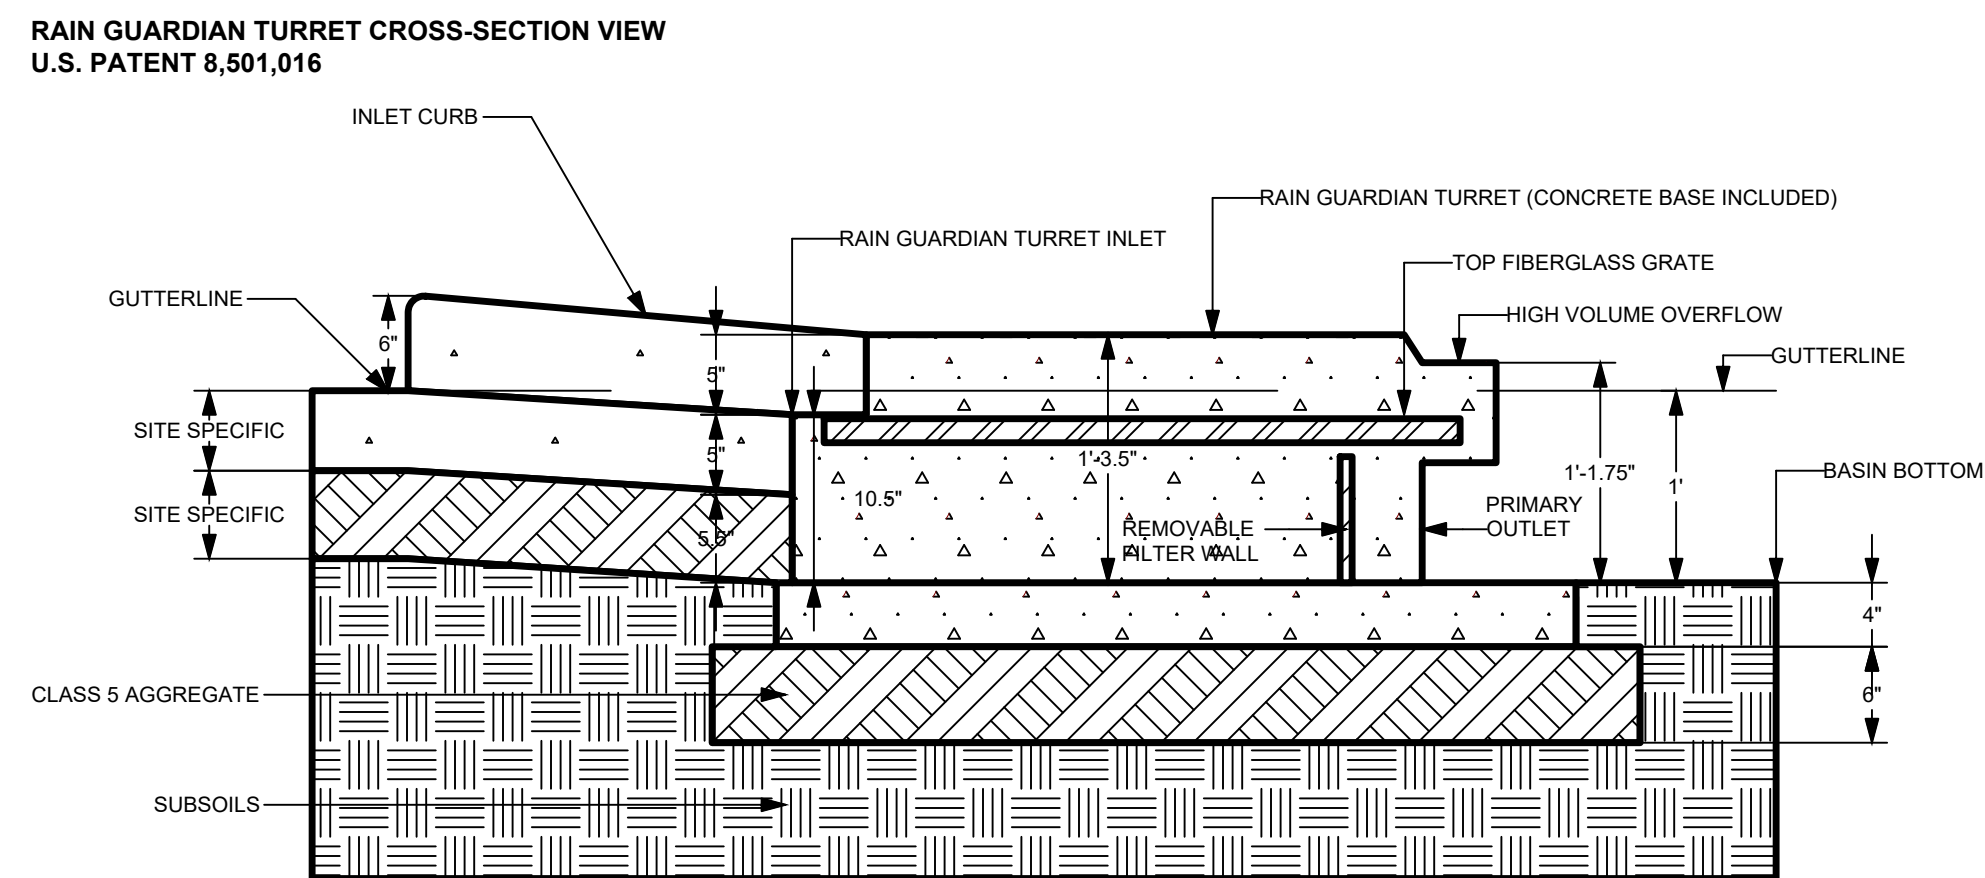 RAIN GUARDIAN TURRET CROSS-SECTION VIEW
U.S. PATENT 8,501,016
INLET CURB
RAIN GUARDIAN TURRET (CONCRETE BASE INCLUDED)
RAIN GUARDIAN TURRET INLET
TOP FIBERGLASS GRATE
GUTTERLINE
HIGH VOLUME OVERFLOW
6"
GUTTERLINE
5"
SITE SPECIFIC
5"
1'-3.5"
1'-1.75"
BASIN BOTTOM
10.5"
1'
SITE SPECIFIC
PRIMARY
OUTLET
REMOVABLE
FILTER WALL
5.5"
4"
CLASS 5 AGGREGATE
6"
SUBSOILS